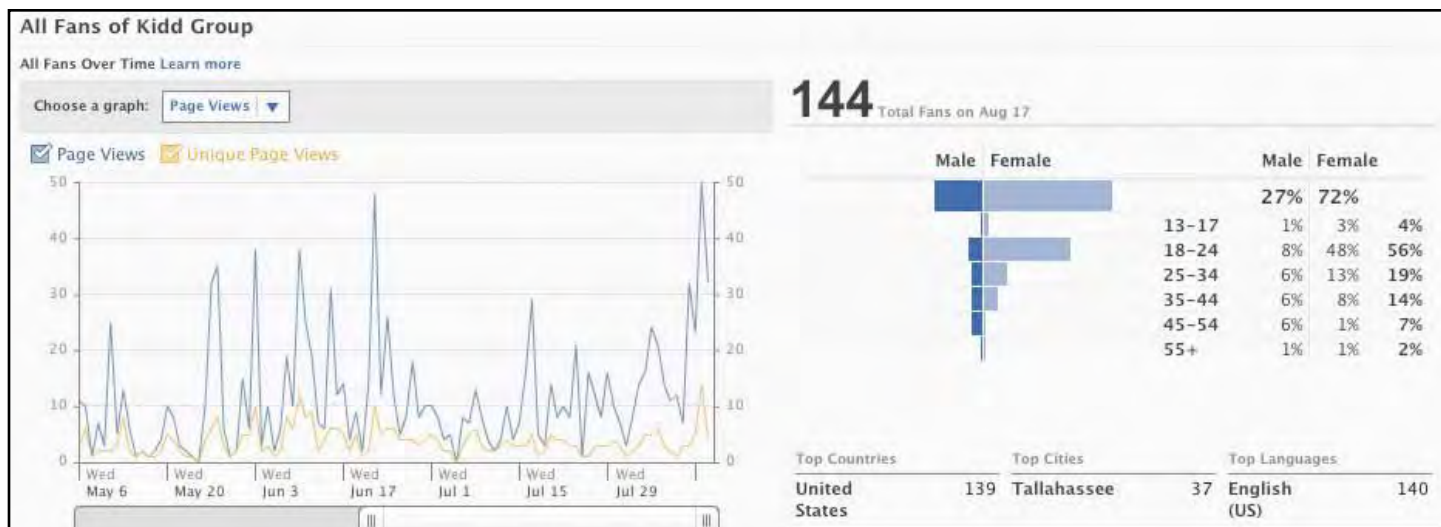 All Fans of Kidd Group
All Fans Over Time Learn more
Choose a graph: Page Views
Page Views Unique Page Views
50 50
40 40
30 30
20 20
10 10
0 0
Wed Wed Wed Wed Wed Wed Wed
May 6 May 20 Jun 3 Jun 17 Jul 1 Jul 15 Jul 29
144 Total Fans on Aug 17
Male Female Male Female
27% 72%
13-17 1% 3% 4%
18-24 8% 48% 56%
25-34 6% 13% 19%
35-44 6% 8% 14%
45-54 6% 1% 7%
55+ 1% 1% 2%
Top Countries Top Cities Top Languages
United States 139 Tallahassee 37 English (US) 140